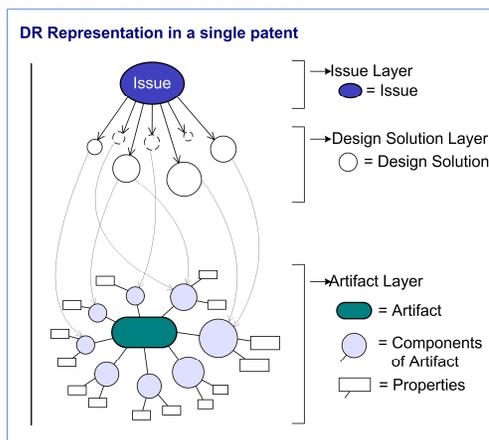 DR Representation in a single patent
Issue
Issue Layer
= Issue
Design Solution Layer
= Design Solution
Artifact Layer
= Artifact
= Components
of Artifact
= Properties